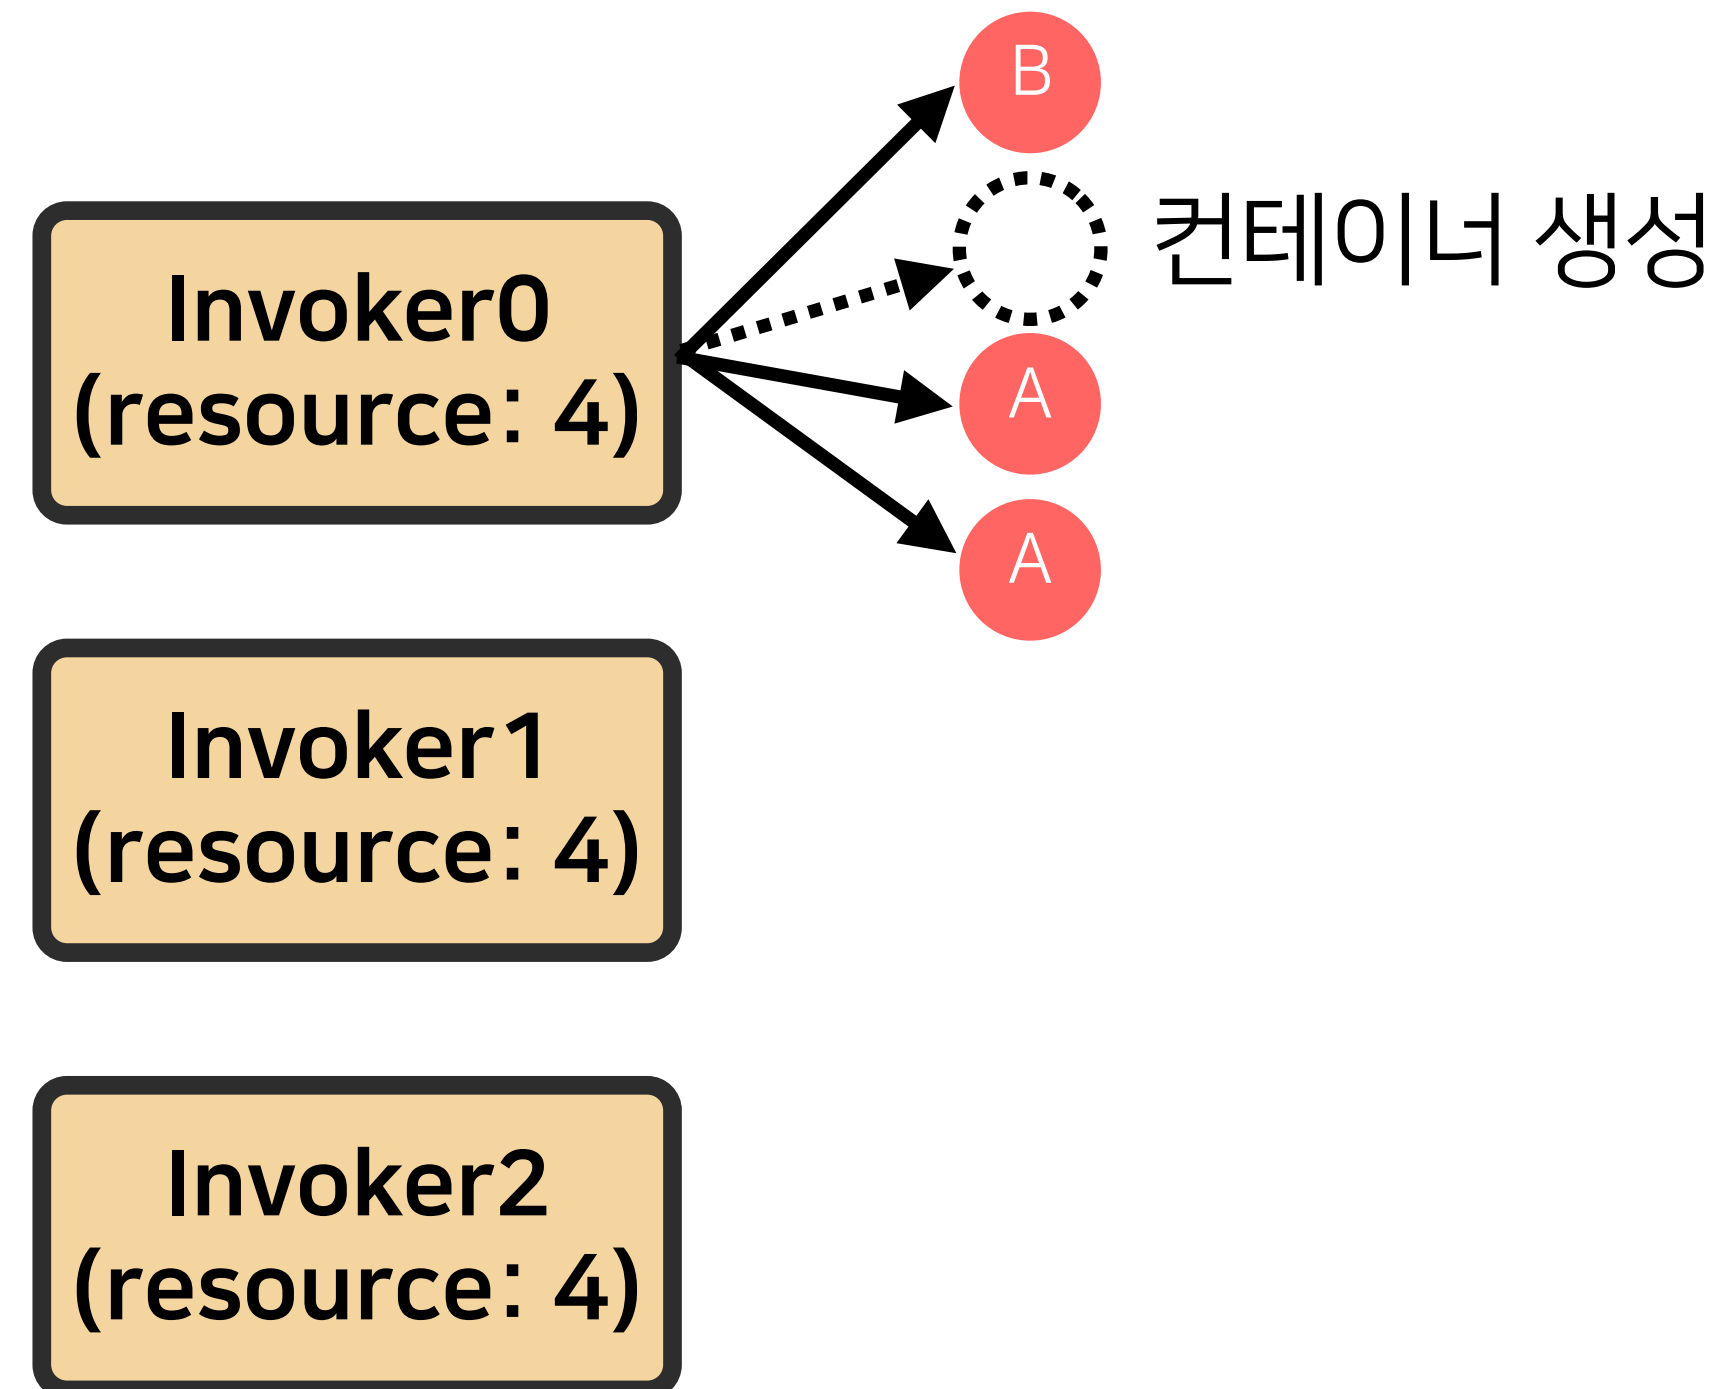 B
컨테이너 생성
Invoker0
(resource: 4)
A
A
Invoker1
(resource: 4)
Invoker2
(resource: 4)